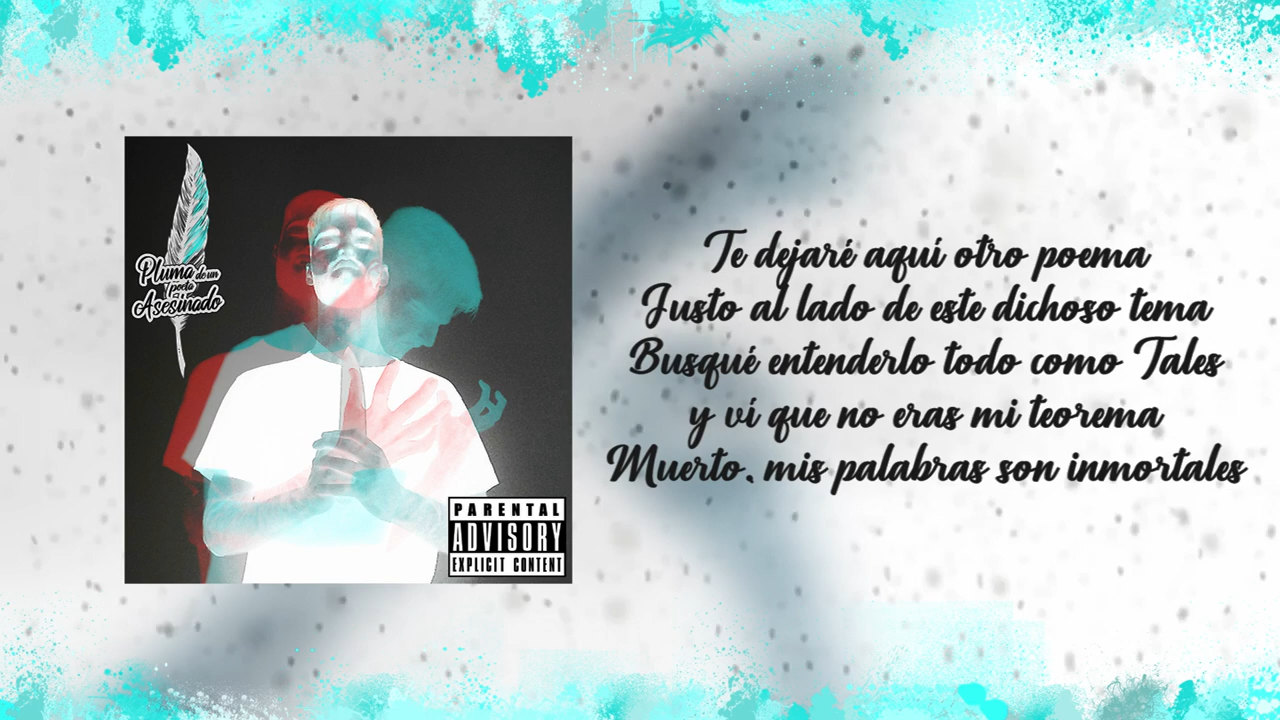 Pluma de un
poeta
Asesinado
PARENTAL
ADVISORY
EXPLICIT CONTENT
Te dejaré aquí otro poema
Justo al lado de este dichoso tema
Busqué entenderlo todo como Tales
y ví que no eras mi teorema
Muerto, mis palabras son inmortales